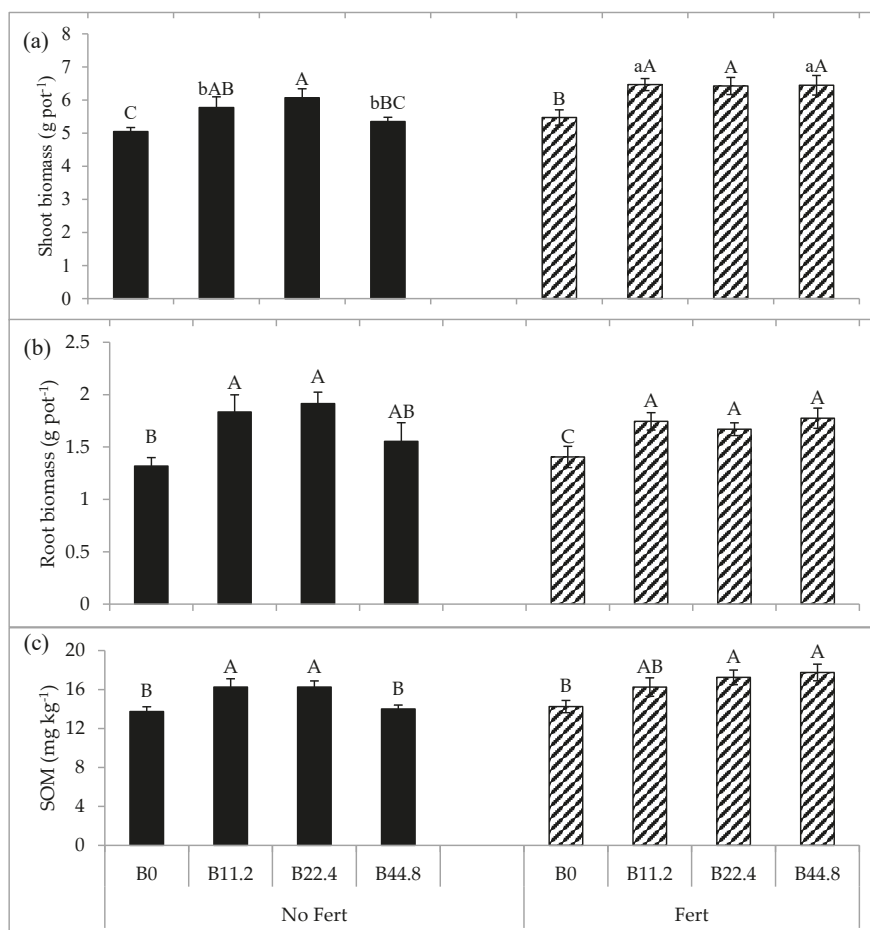 (a)
Shoot biomass (g pot⁻¹)
8
7
6
5
4
3
2
1
0
C bAB A bBC B aA A aA
(b)
Root biomass (g pot⁻¹)
2.5
2
1.5
1
0.5
0
B A A AB C A A A
(c)
SOM (mg kg⁻¹)
20
16
12
8
4
0
B A A B B AB A A
B0 B11.2 B22.4 B44.8 B0 B11.2 B22.4 B44.8
No Fert Fert